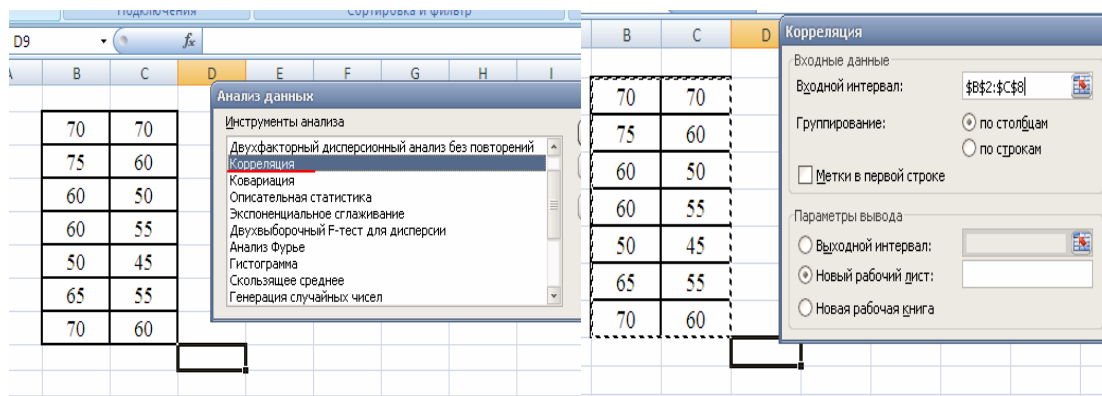 Подключения
Сортировка и фильтр
D9
fx
B C D E F G H I
Анализ данных
Инструменты анализа
Двухфакторный дисперсионный анализ без повторений
Корреляция
Ковариация
Описательная статистика
Экспоненциальное сглаживание
Двухвыборочный F-тест для дисперсии
Анализ Фурье
Гистограмма
Скользящее среднее
Генерация случайных чисел
70 70
75 60
60 50
60 55
50 45
65 55
70 60
B C D
70 70
75 60
60 50
60 55
50 45
65 55
70 60
Корреляция
Входные данные
Входной интервал: $B$2:$C$8
Группирование: по столбцам
по строкам
Метки в первой строке
Параметры вывода
Выходной интервал:
Новый рабочий лист:
Новая рабочая книга